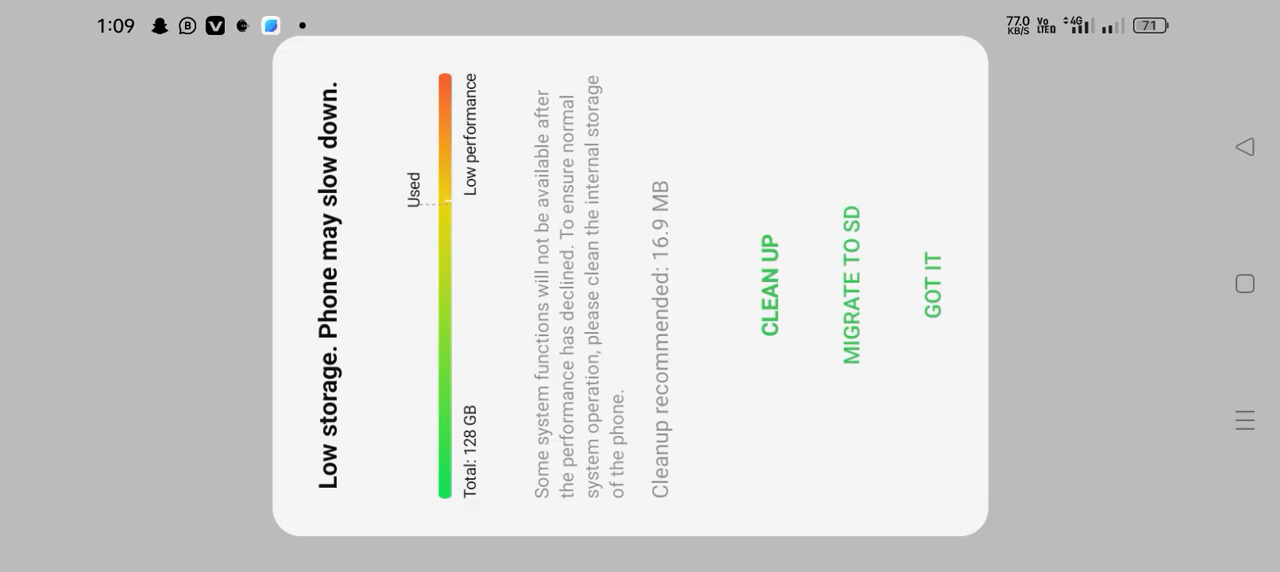 1:09
77.0
KB/S
Vo
LTE
4G
71
Low storage. Phone may slow down.
Used
Total: 128 GB
Low performance
Some system functions will not be available after
the performance has declined. To ensure normal
system operation, please clean the internal storage
of the phone.
Cleanup recommended: 16.9 MB
CLEAN UP
MIGRATE TO SD
GOT IT